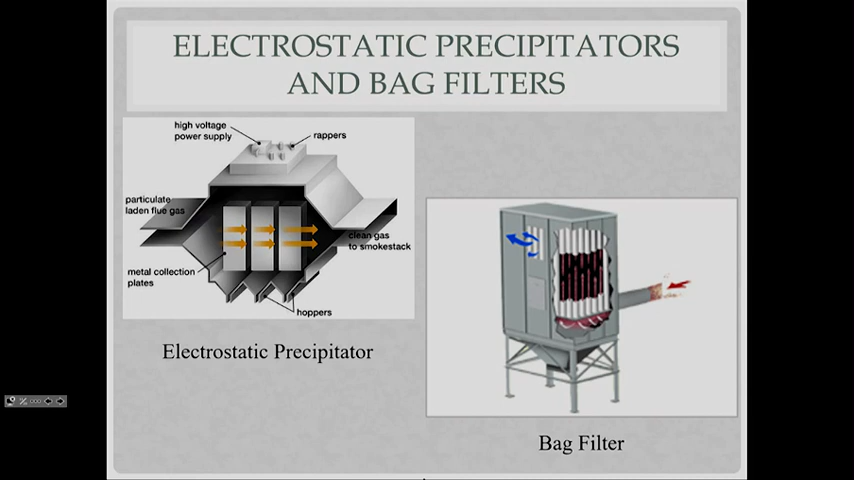 ELECTROSTATIC PRECIPITATORS
AND BAG FILTERS
high voltage
power supply
rappers
particulate
laden flue gas
clean gas
to smokestack
metal collection
plates
hoppers
Electrostatic Precipitator
Bag Filter